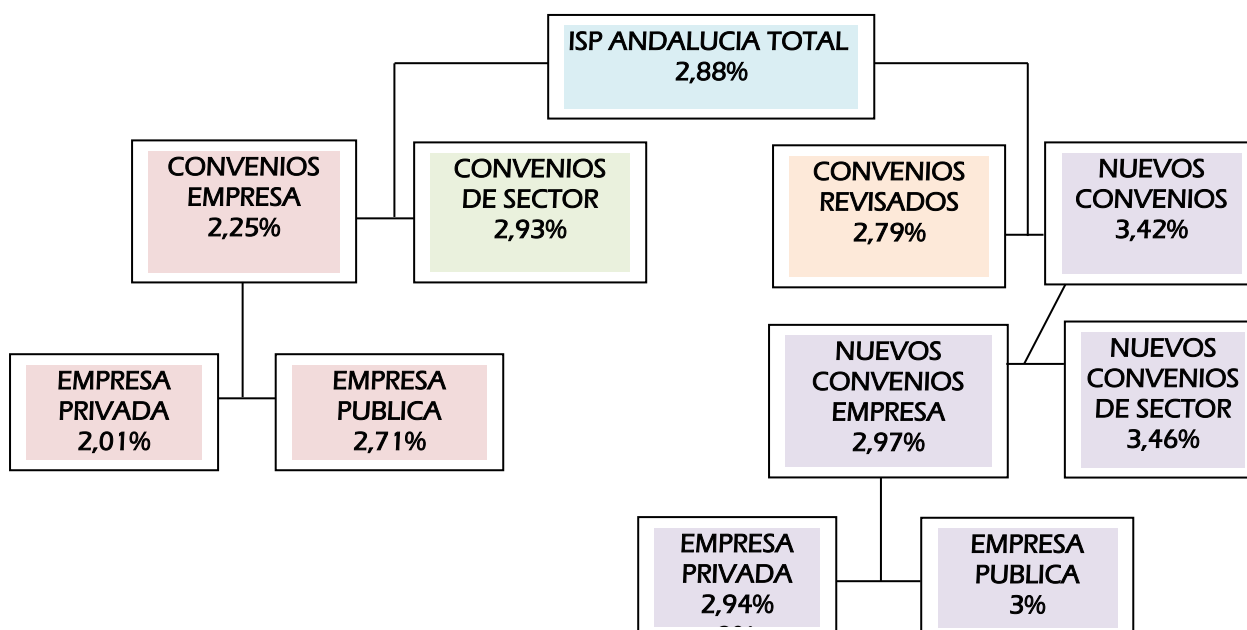 ISP ANDALUCIA TOTAL
2,88%
CONVENIOS
EMPRESA
2,25%
CONVENIOS
DE SECTOR
2,93%
CONVENIOS
REVISADOS
2,79%
NUEVOS
CONVENIOS
3,42%
EMPRESA
PRIVADA
2,01%
EMPRESA
PUBLICA
2,71%
NUEVOS
CONVENIOS
EMPRESA
2,97%
NUEVOS
CONVENIOS
DE SECTOR
3,46%
EMPRESA
PRIVADA
2,94%
EMPRESA
PUBLICA
3%